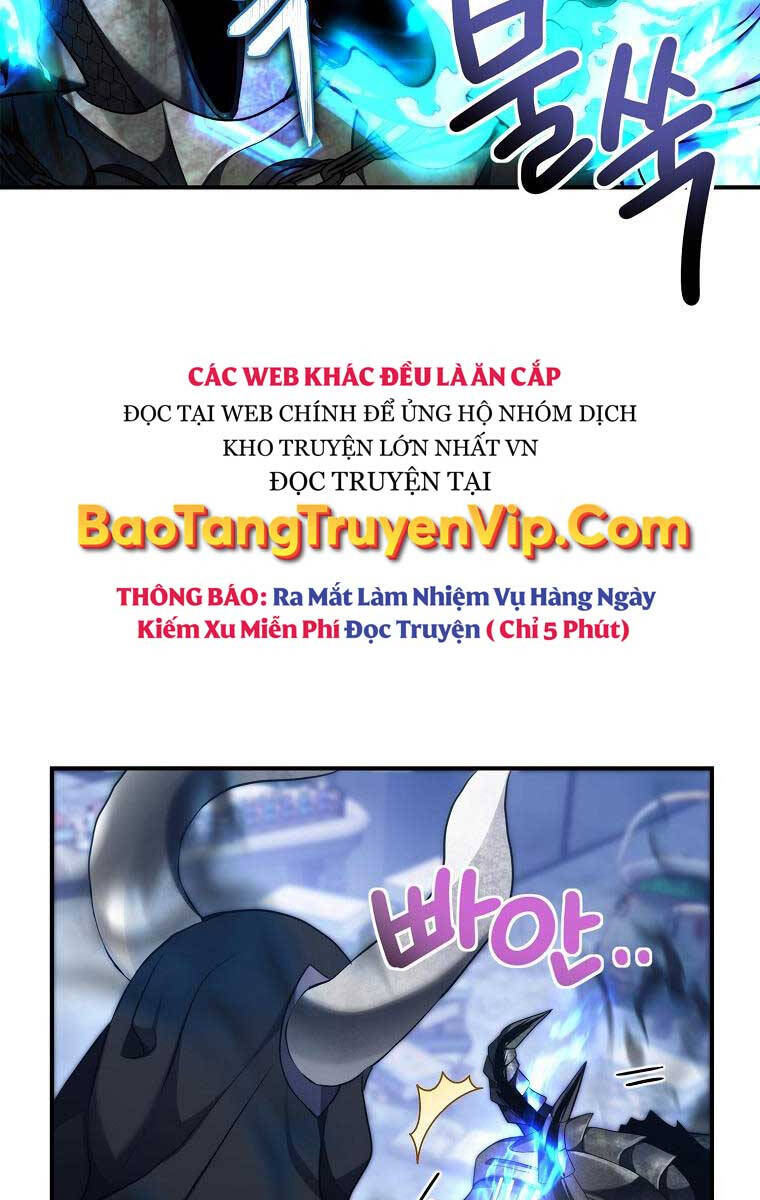 불쑥
CÁC WEB KHÁC ĐỀU LÀ ĂN CẮP
ĐỌC TẠI WEB CHÍNH ĐỂ ỦNG HỘ NHÓM DỊCH
KHO TRUYỆN LỚN NHẤT VN
ĐỌC TRUYỆN TẠI
BaoTangTruyenVip.Com
THÔNG BÁO: Ra Mắt Làm Nhiệm Vụ Hàng Ngày
Kiếm Xu Miễn Phí Đọc Truyện ( Chỉ 5 Phút)
빠안..